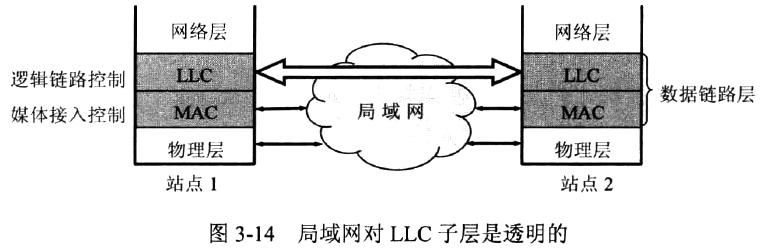 网络层
网络层
逻辑链路控制
LLC
LLC
媒体接入控制
MAC
局域网
MAC
数据链路层
物理层
物理层
站点 1
站点 2
图 3-14 局域网对 LLC 子层是透明的